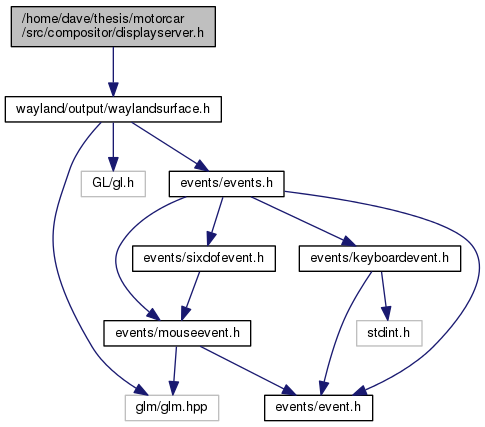 /home/dave/thesis/motorcar
/src/compositor/displayserver.h
wayland/output/waylandsurface.h
GL/gl.h
events/events.h
events/sixdofevent.h
events/keyboardevent.h
events/mouseevent.h
stdint.h
glm/glm.hpp
events/event.h